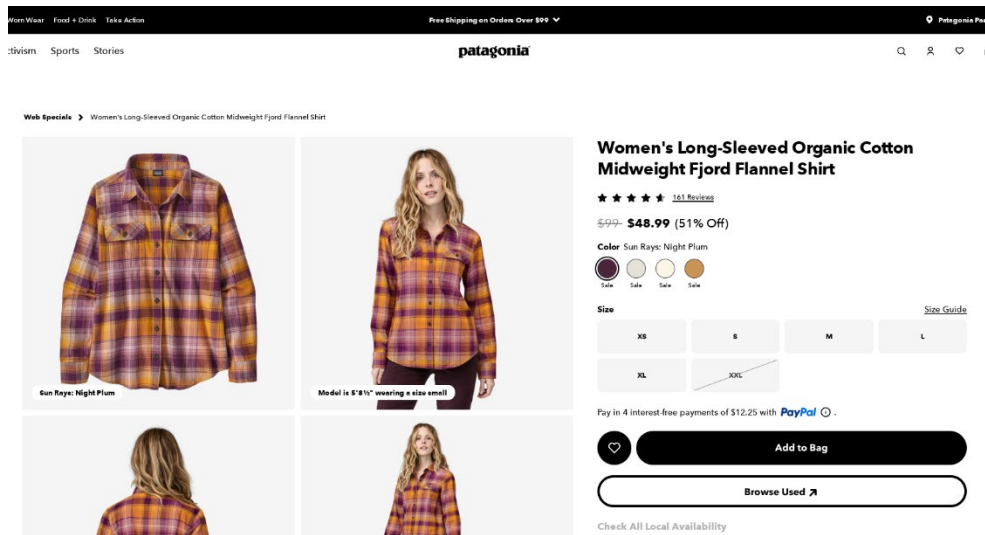 Worn Wear Food + Drink Take Action
Free Shipping on Orders Over $99
Patagonia
Sports Stories
patagonia
Web Specials Women's Long-Sleeved Organic Cotton Midweight Fjord Flannel Shirt
Women's Long-Sleeved Organic Cotton
Midweight Fjord Flannel Shirt
161 Reviews
$99 $48.99 (51% Off)
Color Sun Rays: Night Plum
Sale Sale Sale Sale
Size Size Guide
XS S M L
XL XXL
Sun Rays: Night Plum
Model is 5'8½" wearing a size small
Pay in 4 interest-free payments of $12.25 with PayPal .
Add to Bag
Browse Used
Check All Local Availability